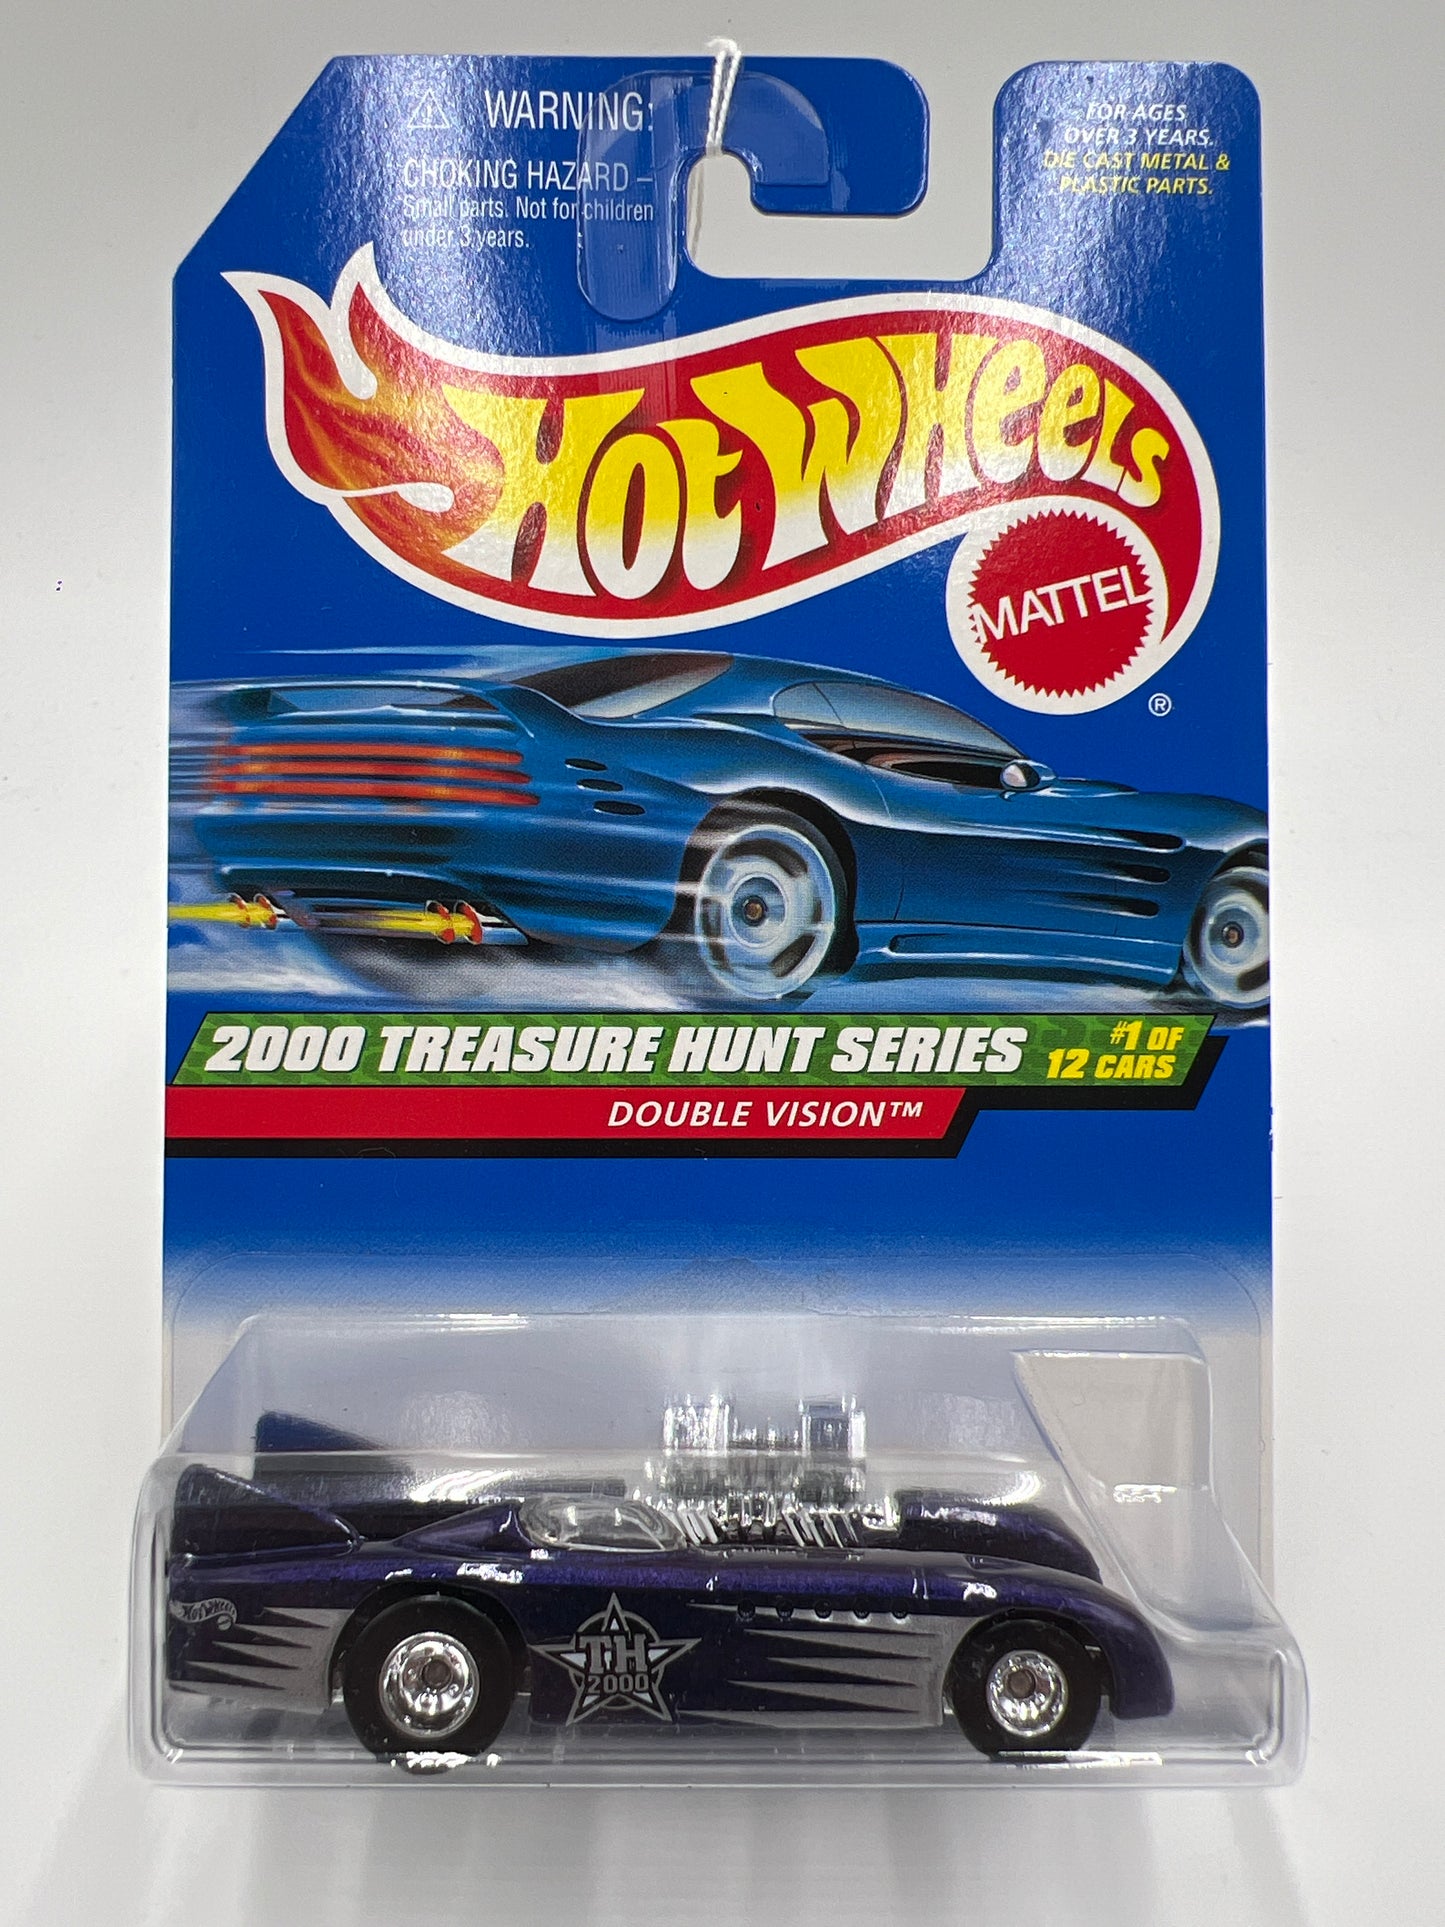 WARNING:
CHOKING HAZARD –
Small parts. Not for children
under 3 years.
FOR AGES
OVER 3 YEARS.
DIE CAST METAL &
PLASTIC PARTS.
Hot Wheels
MATTEL
®
2000 TREASURE HUNT SERIES
#1 OF
12 CARS
DOUBLE VISION™
Hot Wheels
TH
2000